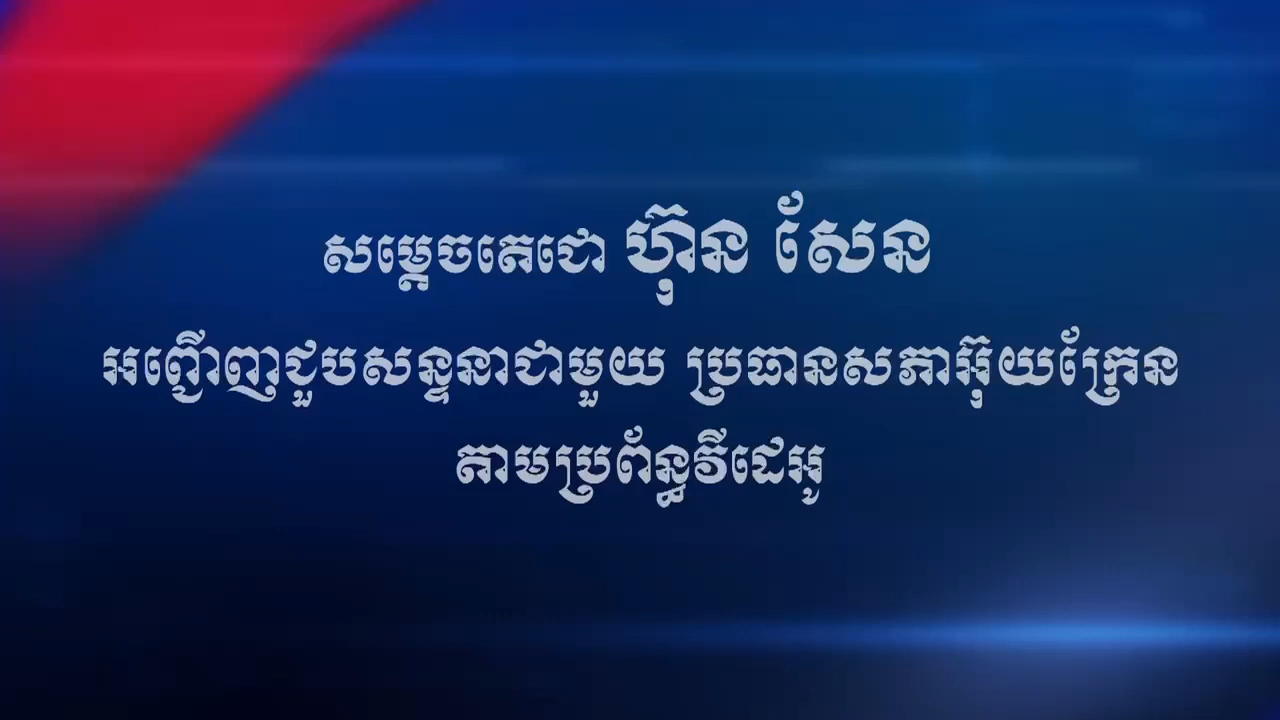 សម្តេចតេជោ ហ៊ុន សែន
អញ្ជើញជួបសន្ទនាជាមួយ ប្រធានសភាអ៊ុយក្រែន
តាមប្រព័ន្ធវីដេអូ